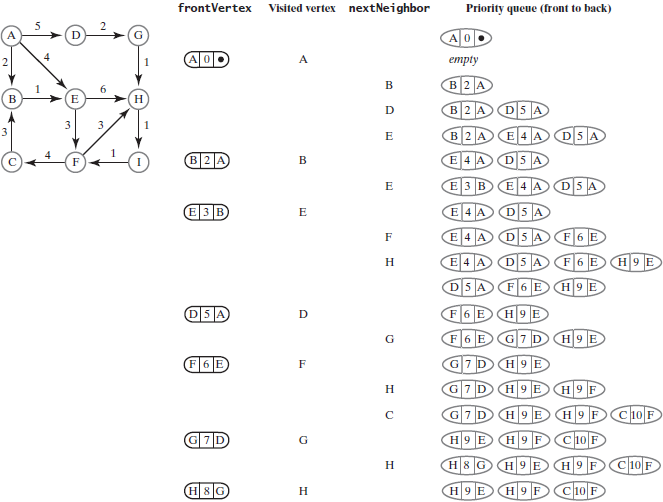 frontVertex Visited vertex nextNeighbor Priority queue (front to back)
A 5 D 2 G
2 4 1
B 1 E 6 H
3 3 3 1
C 4 F 1 I
A 0 •
A 0 • A empty
B B 2 A
D B 2 A D 5 A
E B 2 A E 4 A D 5 A
B 2 A B E 4 A D 5 A
E E 3 B E 4 A D 5 A
E 3 B E E 4 A D 5 A
F E 4 A D 5 A F 6 E
H E 4 A D 5 A F 6 E H 9 E
D 5 A F 6 E H 9 E
D 5 A D F 6 E H 9 E
G F 6 E G 7 D H 9 E
F 6 E F G 7 D H 9 E
H G 7 D H 9 E H 9 F
C G 7 D H 9 E H 9 F C 10 F
G 7 D G H 9 E H 9 F C 10 F
H H 8 G H 9 E H 9 F C 10 F
H 8 G H H 9 E H 9 F C 10 F